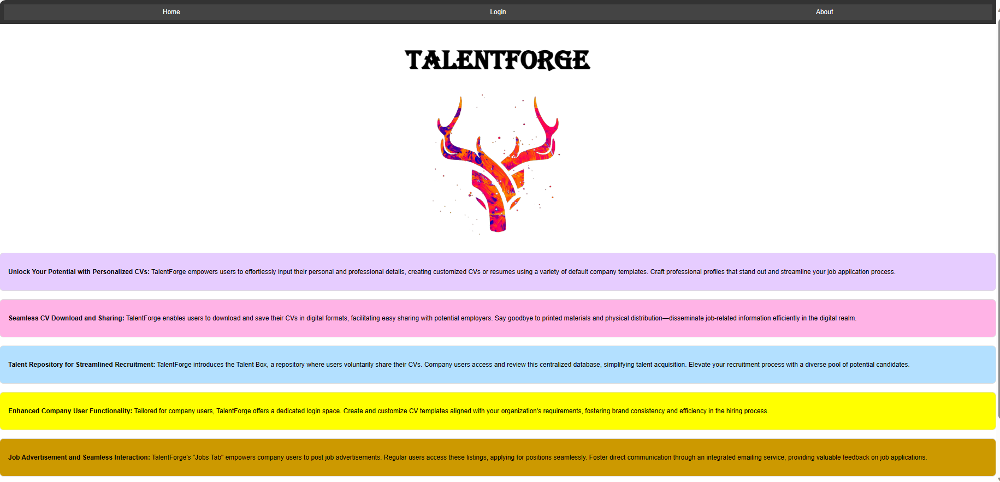 Home Login About
TALENTFORGE
Unlock Your Potential with Personalized CVs: TalentForge empowers users to effortlessly input their personal and professional details, creating customized CVs or resumes using a variety of default company templates. Craft professional profiles that stand out and streamline your job application process.
Seamless CV Download and Sharing: TalentForge enables users to download and save their CVs in digital formats, facilitating easy sharing with potential employers. Say goodbye to printed materials and physical distribution—disseminate job-related information efficiently in the digital realm.
Talent Repository for Streamlined Recruitment: TalentForge introduces the Talent Box, a repository where users voluntarily share their CVs. Company users access and review this centralized database, simplifying talent acquisition. Elevate your recruitment process with a diverse pool of potential candidates.
Enhanced Company User Functionality: Tailored for company users, TalentForge offers a dedicated login space. Create and customize CV templates aligned with your organization's requirements, fostering brand consistency and efficiency in the hiring process.
Job Advertisement and Seamless Interaction: TalentForge's "Jobs Tab" empowers company users to post job advertisements. Regular users access these listings, applying for positions seamlessly. Foster direct communication through an integrated emailing service, providing valuable feedback on job applications.